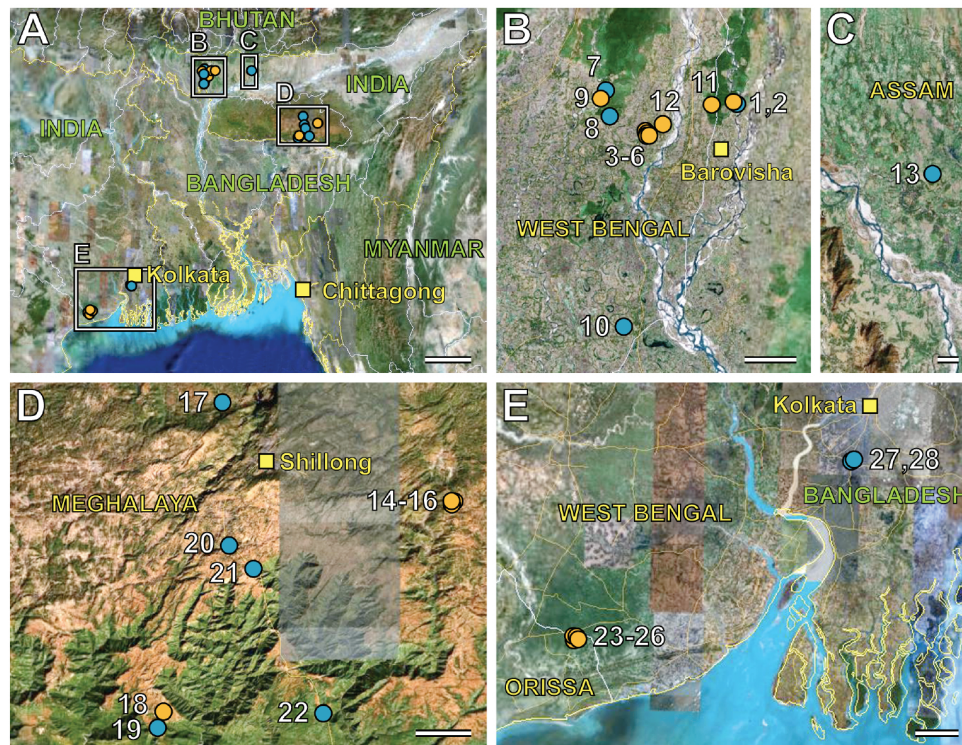 A
BHUTAN
B
C
INDIA
D
INDIA
BANGLADESH
MYANMAR
E
Kolkata
Chittagong
B
7
9
8
12
11
1,2
3-6
Barovisha
WEST BENGAL
10
C
ASSAM
13
D
17
Shillong
MEGHALAYA
14-16
20
21
18
19
22
E
Kolkata
27,28
WEST BENGAL
BANGLADESH
23-26
ORISSA